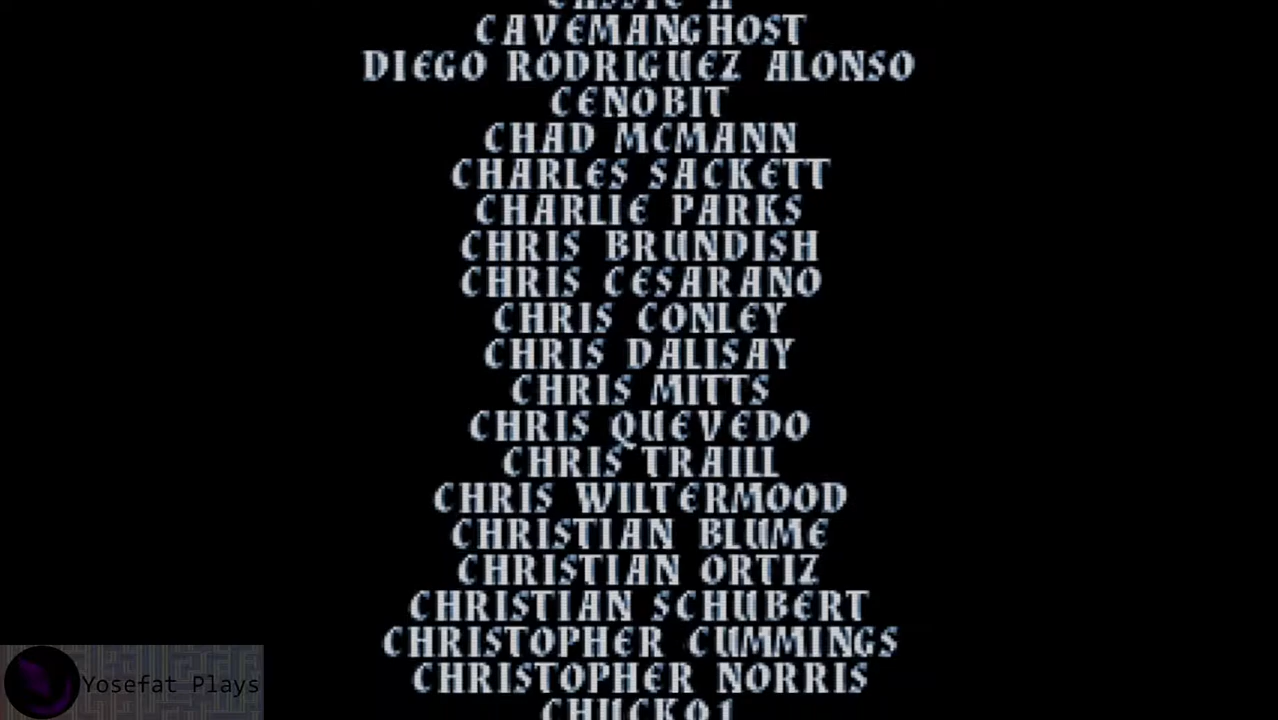 CASSIE A
CAVEMANGHOST
DIEGO RODRIGUEZ ALONSO
CENOBIT
CHAD MCMANN
CHARLES SACKETT
CHARLIE PARKS
CHRIS BRUNDISH
CHRIS CESARANO
CHRIS CONLEY
CHRIS DALISAY
CHRIS MITTS
CHRIS QUEVEDO
CHRIS TRAILL
CHRIS WILTERMOOD
CHRISTIAN BLUME
CHRISTIAN ORTIZ
CHRISTIAN SCHUBERT
CHRISTOPHER CUMMINGS
CHRISTOPHER NORRIS
CHUCK01
Yosefat Plays